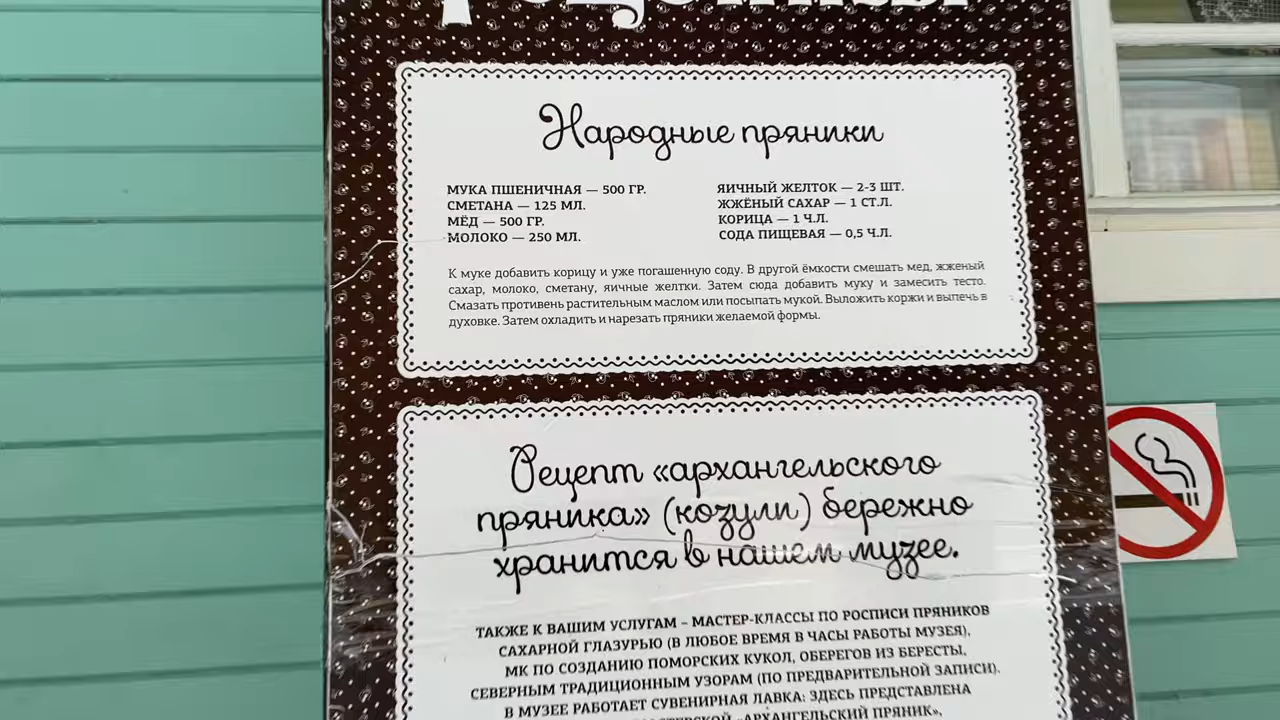 Народные пряники
МУКА ПШЕНИЧНАЯ — 500 ГР.
СМЕТАНА — 125 МЛ.
МЁД — 500 ГР.
МОЛОКО — 250 МЛ.
ЯИЧНЫЙ ЖЕЛТОК — 2-3 ШТ.
ЖЖЁНЫЙ САХАР — 1 СТ.Л.
КОРИЦА — 1 Ч.Л.
СОДА ПИЩЕВАЯ — 0,5 Ч.Л.
К муке добавить корицу и уже погашенную соду. В другой ёмкости смешать мед, жженый
сахар, молоко, сметану, яичные желтки. Затем сюда добавить муку и замесить тесто.
Смазать противень растительным маслом или посыпать мукой. Выложить коржи и выпечь в
духовке. Затем охладить и нарезать пряники желаемой формы.
Рецепт «архангельского
пряника» (козули) бережно
хранится в нашем музее.
ТАКЖЕ К ВАШИМ УСЛУГАМ – МАСТЕР-КЛАССЫ ПО РОСПИСИ ПРЯНИКОВ
САХАРНОЙ ГЛАЗУРЬЮ (В ЛЮБОЕ ВРЕМЯ В ЧАСЫ РАБОТЫ МУЗЕЯ),
МК ПО СОЗДАНИЮ ПОМОРСКИХ КУКОЛ, ОБЕРЕГОВ ИЗ БЕРЕСТЫ,
СЕВЕРНЫМ ТРАДИЦИОННЫМ УЗОРАМ (ПО ПРЕДВАРИТЕЛЬНОЙ ЗАПИСИ).
В МУЗЕЕ РАБОТАЕТ СУВЕНИРНАЯ ЛАВКА: ЗДЕСЬ ПРЕДСТАВЛЕНА
«АРХАНГЕЛЬСКИЙ ПРЯНИК»,